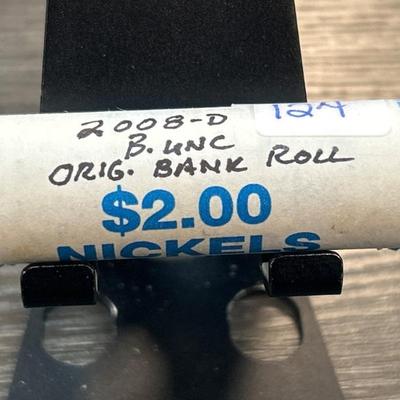 2008-D
124
B. UNC
ORIG. BANK ROLL
$2.00
NICKELS